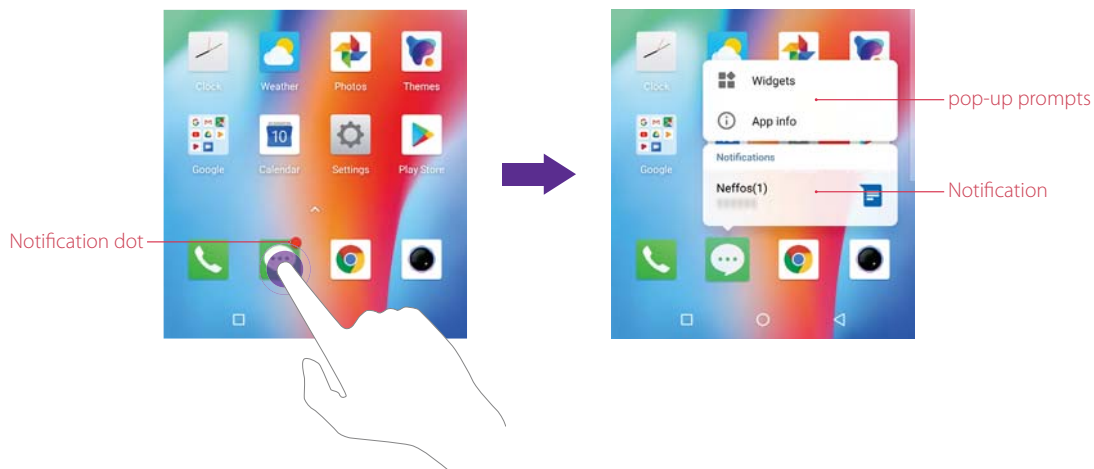 Clock Weather Photos Themes
10
Google Calendar Settings Play Store
Notification dot
Clock
Widgets
App info
Google
Notifications
Neffos(1)
pop-up prompts
Notification